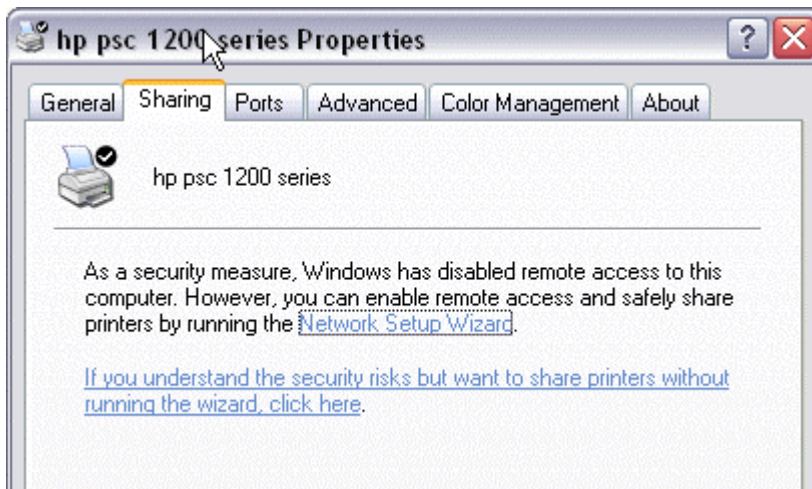 hp psc 1200 series Properties
?
General Sharing Ports Advanced Color Management About
hp psc 1200 series
As a security measure, Windows has disabled remote access to this
computer. However, you can enable remote access and safely share
printers by running the Network Setup Wizard.
If you understand the security risks but want to share printers without
running the wizard, click here.